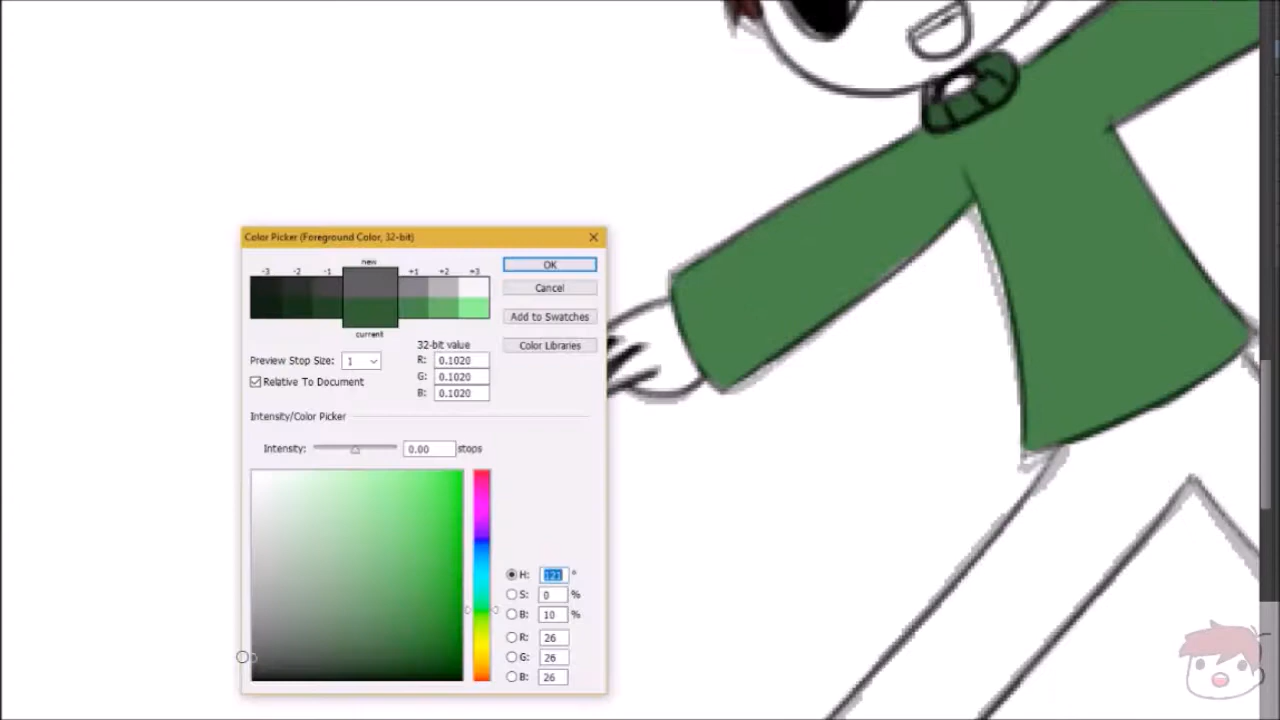 Color Picker (Foreground Color, 32-bit)
new
-3 -2 -1 +1 +2 +3
current
OK
Cancel
Add to Swatches
Color Libraries
32-bit value
Preview Stop Size: 1
R: 0.1020
Relative To Document
G: 0.1020
B: 0.1020
Intensity/Color Picker
Intensity: 0.00 stops
H: 121 °
S: 0 %
B: 10 %
R: 26
G: 26
B: 26